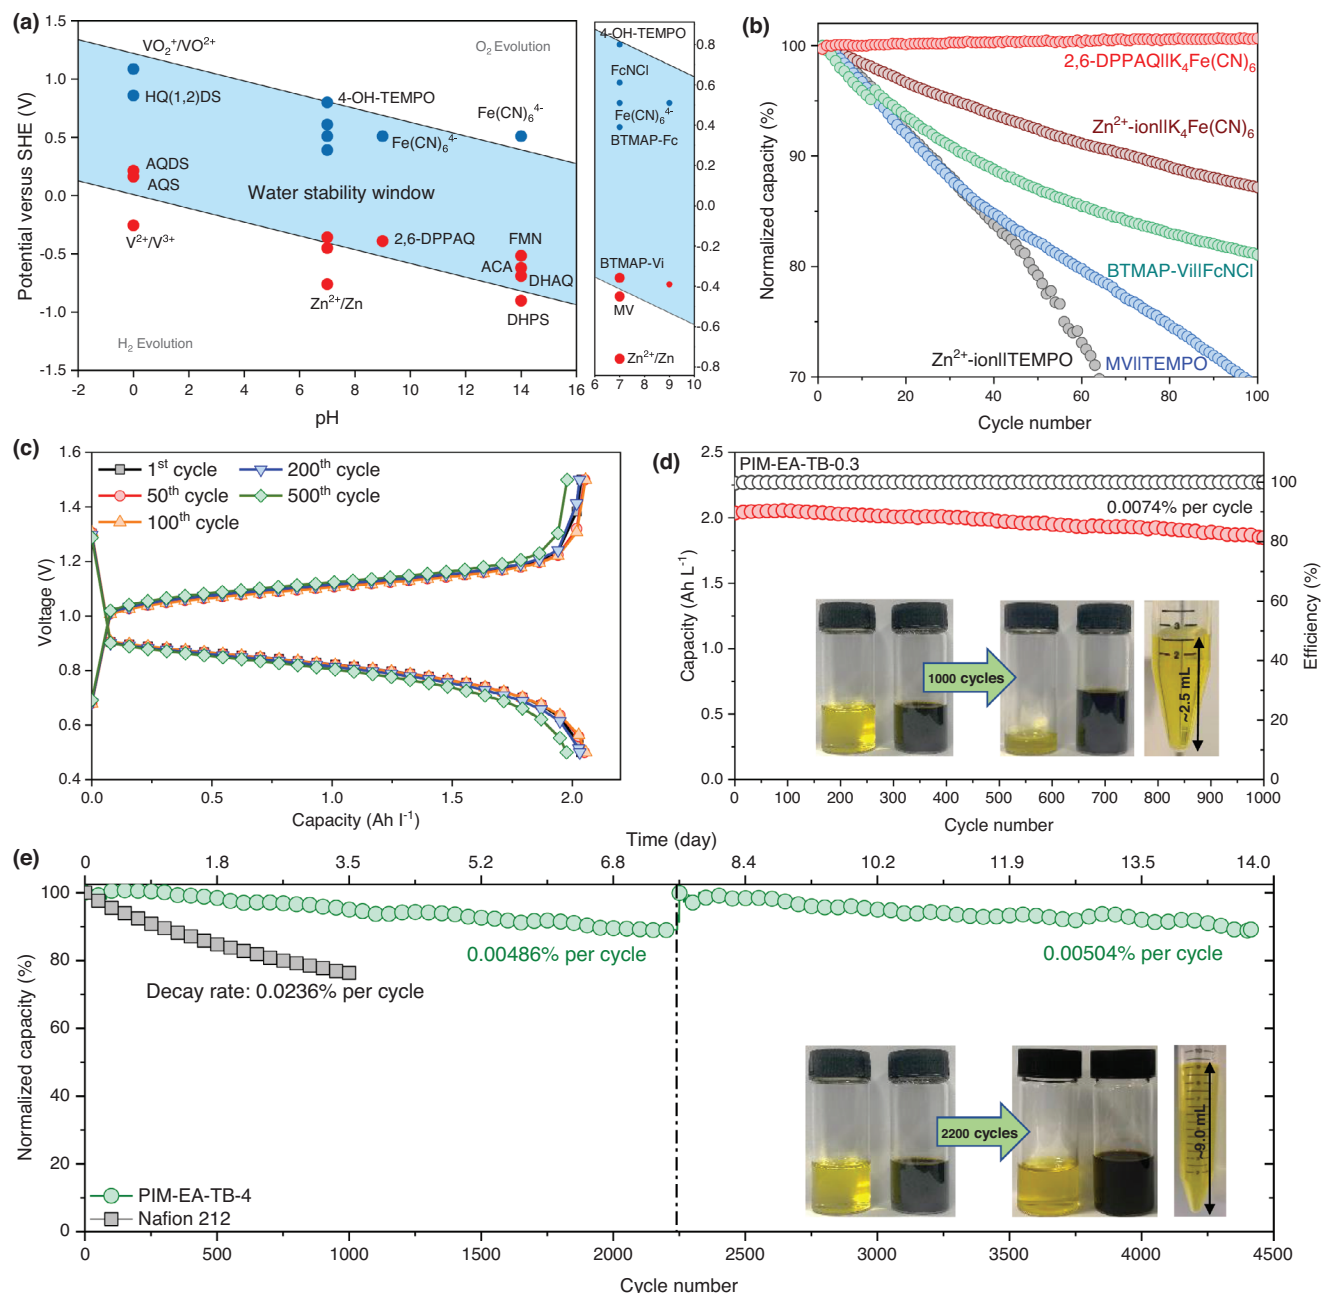 (a)
1.5
1.0
0.5
0.0
-0.5
-1.0
-1.5
Potential versus SHE (V)
-2 0 2 4 6 8 10 12 14 16
pH
VO₂⁺/VO²⁺
O₂ Evolution
HQ(1,2)DS
4-OH-TEMPO
Fe(CN)₆⁴⁻
Fe(CN)₆⁴⁻
AQDS
AQS
Water stability window
V²⁺/V³⁺
2,6-DPPAQ
FMN
ACA
DHAQ
Zn²⁺/Zn
DHPS
H₂ Evolution
4-OH-TEMPO
FcNCl
Fe(CN)₆⁴⁻
BTMAP-Fc
BTMAP-Vi
MV
Zn²⁺/Zn
0.8
0.6
0.4
0.2
0.0
-0.2
-0.4
-0.6
-0.8
6 7 8 9 10
(b)
100
90
80
70
Normalized capacity (%)
0 20 40 60 80 100
Cycle number
2,6-DPPAQ||K₄Fe(CN)₆
Zn²⁺-ion||K₄Fe(CN)₆
BTMAP-Vi||FcNCl
Zn²⁺-ion||TEMPO
MV||TEMPO
(c)
1.6
1.4
1.2
1.0
0.8
0.6
0.4
Voltage (V)
1ˢᵗ cycle
200ᵗʰ cycle
50ᵗʰ cycle
500ᵗʰ cycle
100ᵗʰ cycle
0.0 0.5 1.0 1.5 2.0
Capacity (Ah l⁻¹)
(d)
2.5
2.0
1.5
1.0
0.5
0.0
Capacity (Ah L⁻¹)
PIM-EA-TB-0.3
0.0074% per cycle
1000 cycles
3
2
~2.5 mL
100
80
60
40
20
0
Efficiency (%)
0 100 200 300 400 500 600 700 800 900 1000
Cycle number
(e)
Time (day)
0 1.8 3.5 5.2 6.8 8.4 10.2 11.9 13.5 14.0
100
80
60
40
20
0
Normalized capacity (%)
0.00486% per cycle
0.00504% per cycle
Decay rate: 0.0236% per cycle
2200 cycles
~9.0 mL
PIM-EA-TB-4
Nafion 212
0 500 1000 1500 2000 2500 3000 3500 4000 4500
Cycle number